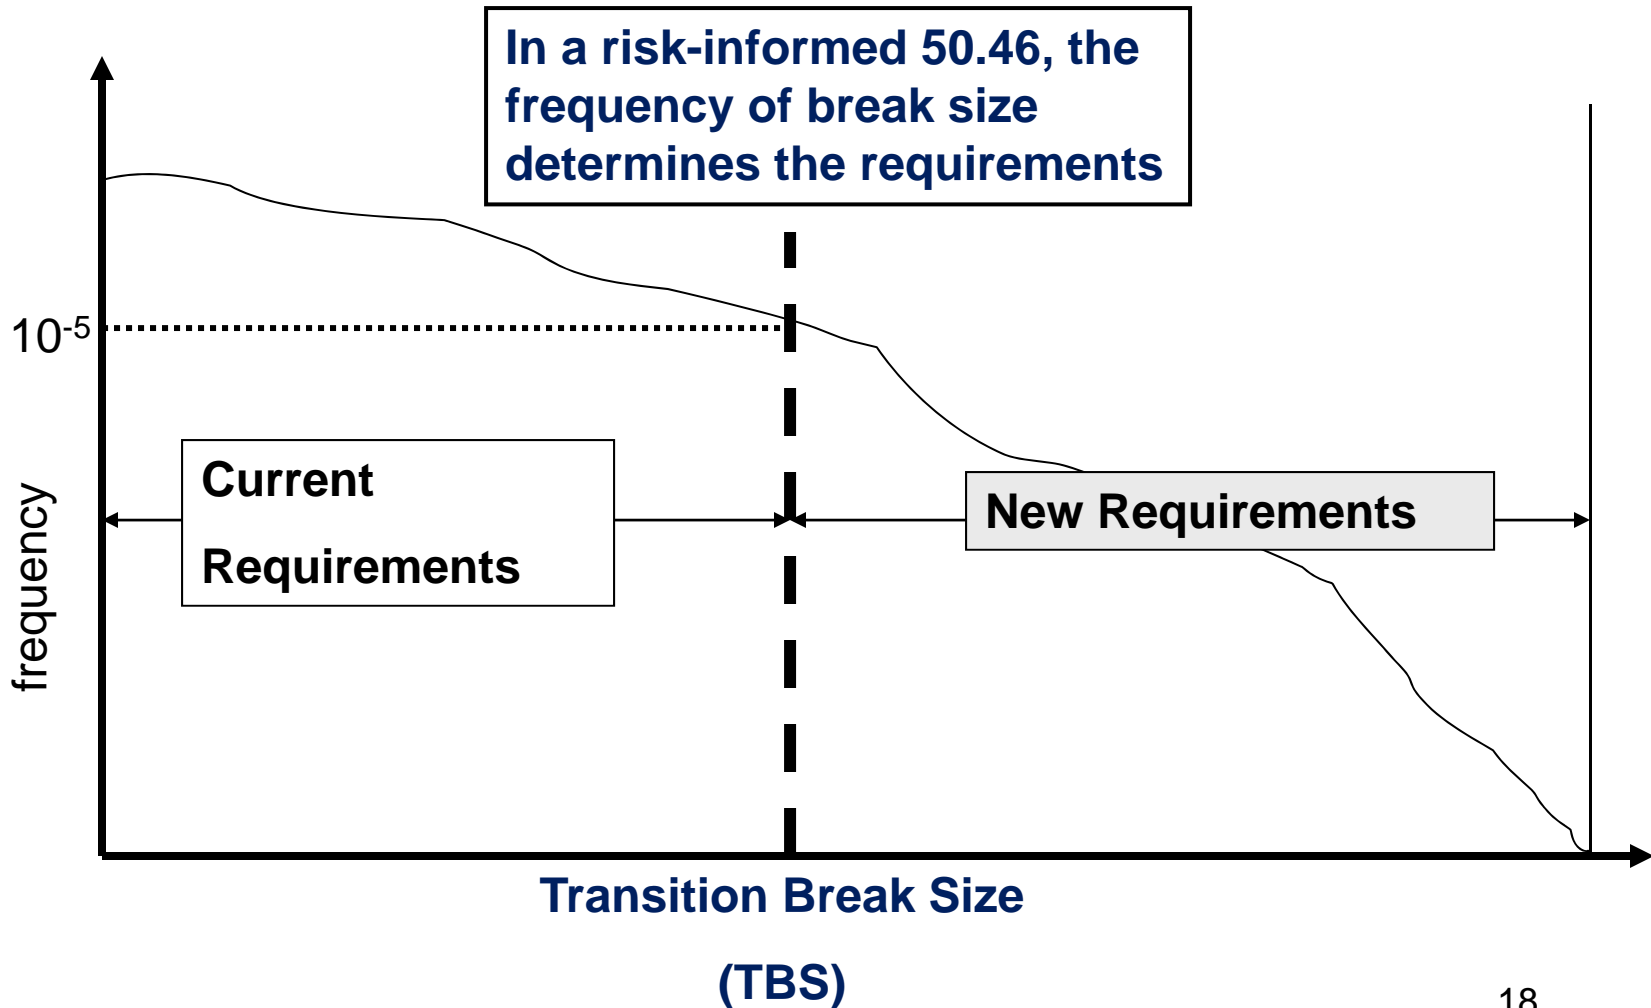 In a risk-informed 50.46, the
frequency of break size
determines the requirements
10-5
frequency
Current
Requirements
New Requirements
Transition Break Size
(TBS)
18